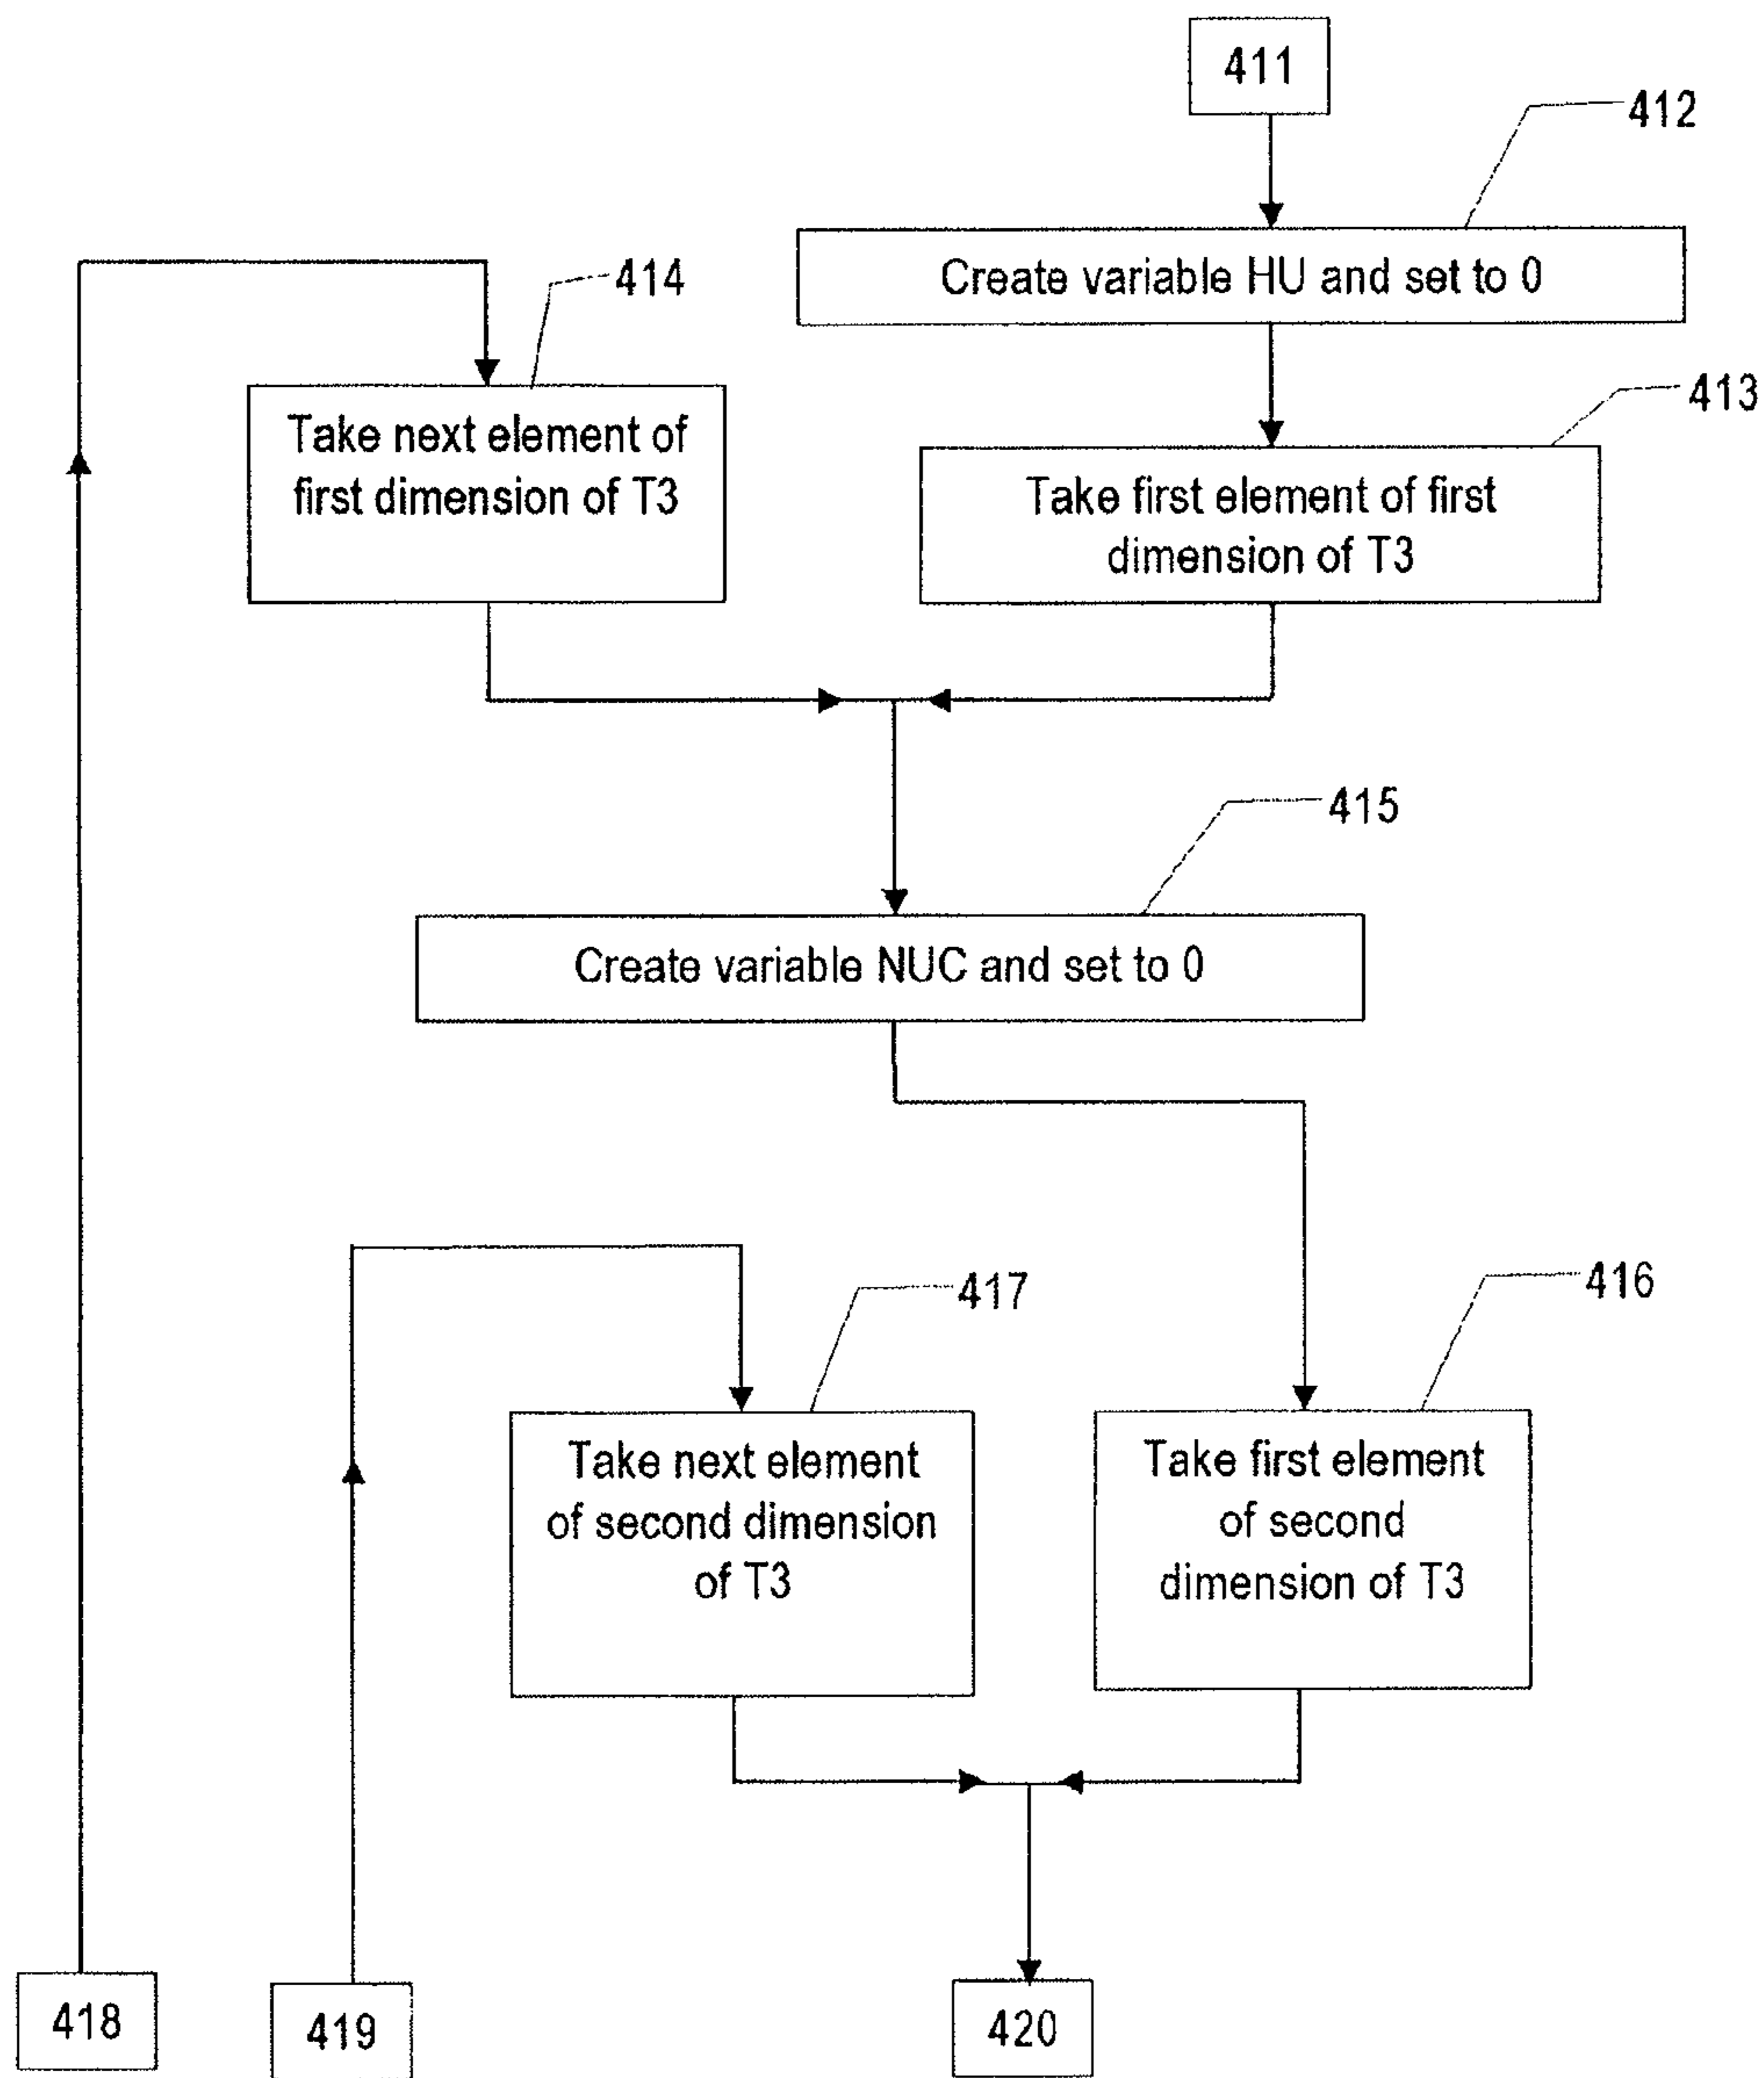 411
412
Create variable HU and set to 0
414
413
Take next element of
first dimension of T3
Take first element of first
dimension of T3
415
Create variable NUC and set to 0
417
416
Take next element
of second dimension
of T3
Take first element
of second
dimension of T3
418
419
420